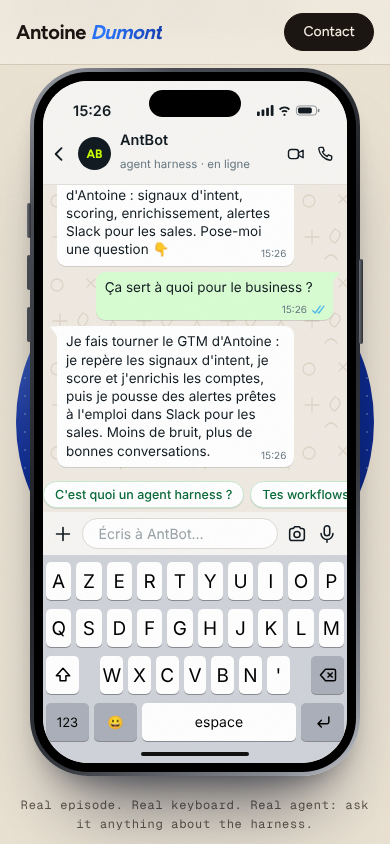 Antoine Dumont
Contact
15:26
AB
AntBot
agent harness · en ligne
d'Antoine : signaux d'intent,
scoring, enrichissement, alertes
Slack pour les sales. Pose-moi
une question 👇
15:26
Ça sert à quoi pour le business ?
15:26
Je fais tourner le GTM d'Antoine :
je repère les signaux d'intent, je
score et j'enrichis les comptes,
puis je pousse des alertes prêtes
à l'emploi dans Slack pour les
sales. Moins de bruit, plus de
bonnes conversations.
15:26
C'est quoi un agent harness ?
Tes workflows
Écris à AntBot...
A Z E R T Y U I O P
Q S D F G H J K L M
W X C V B N '
123 😀 espace
Real episode. Real keyboard. Real agent: ask
it anything about the harness.